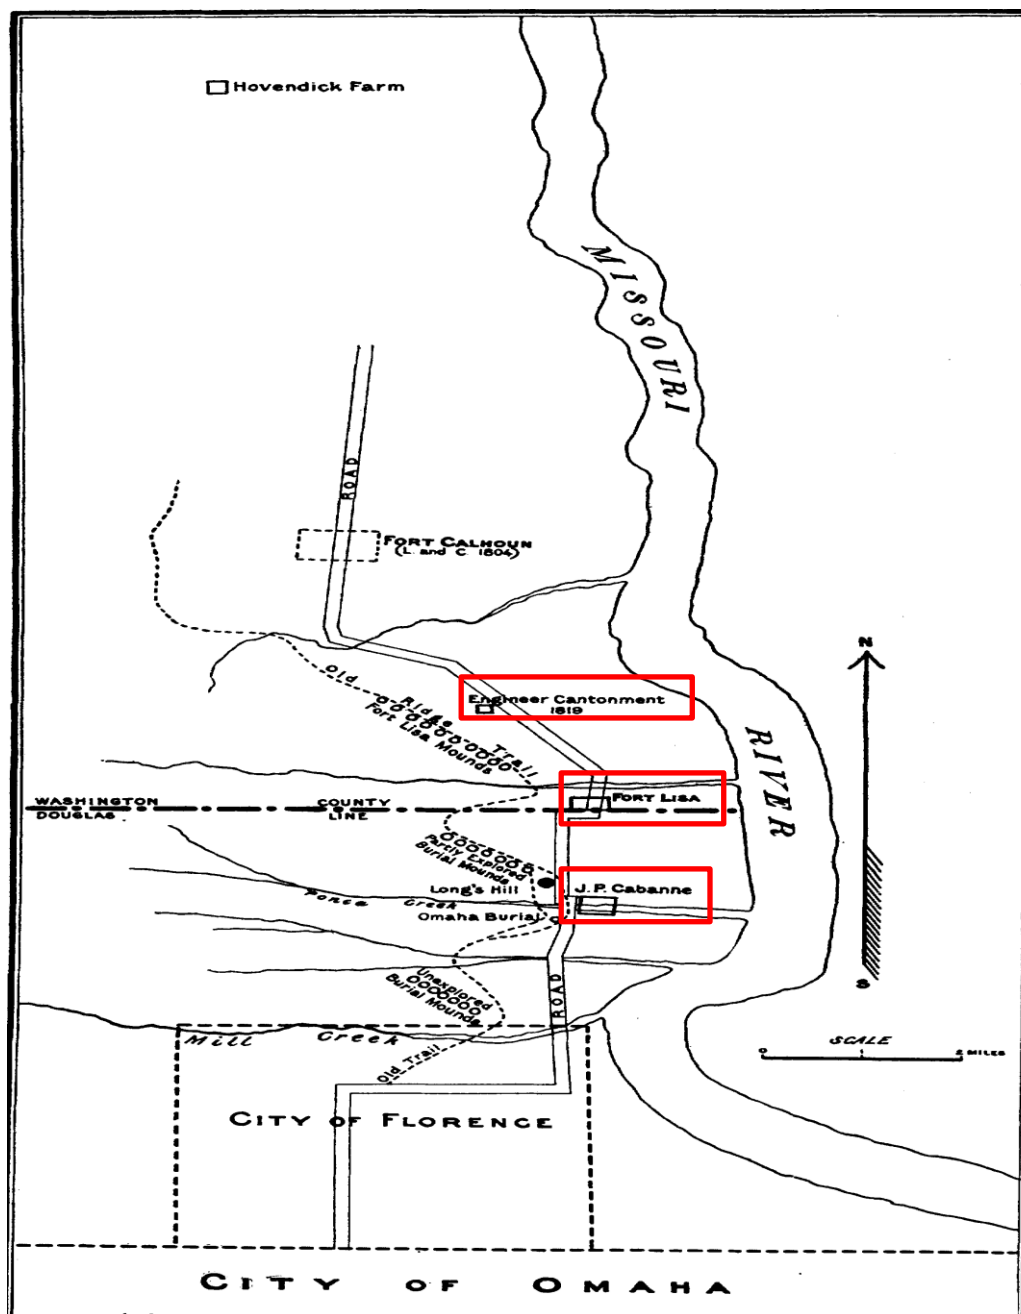 Hovendick Farm
MISSOURI
ROAD
FORT CALHOUN
(L. and C. 1804)
N
Old Ridge Trail
Fort Lisa Mounds
Engineer Cantonment
1819
RIVER
FORT LISA
WASHINGTON COUNTY
DOUGLAS LINE
Partly Explored
Burial Mounds
Long's Hill
J. P. Cabanne
Ponca Creek
Omaha Burial
Unexplored
Burial Mounds
ROAD
S
Mill Creek
SCALE
0 2 MILES
Old Trail
CITY OF FLORENCE
CITY OF OMAHA